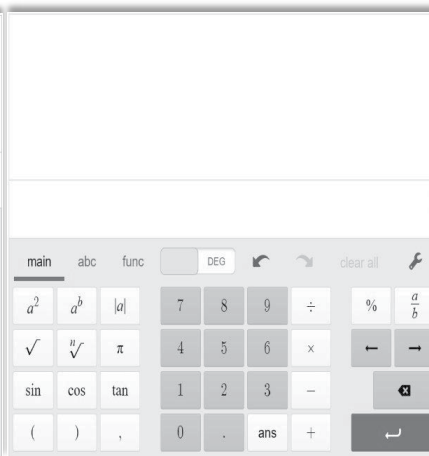 main abc func DEG clear all
a² aᵇ |a| 7 8 9 ÷ % a/b
√ ⁿ√ π 4 5 6 × ← →
sin cos tan 1 2 3 −
( ) , 0 . ans +